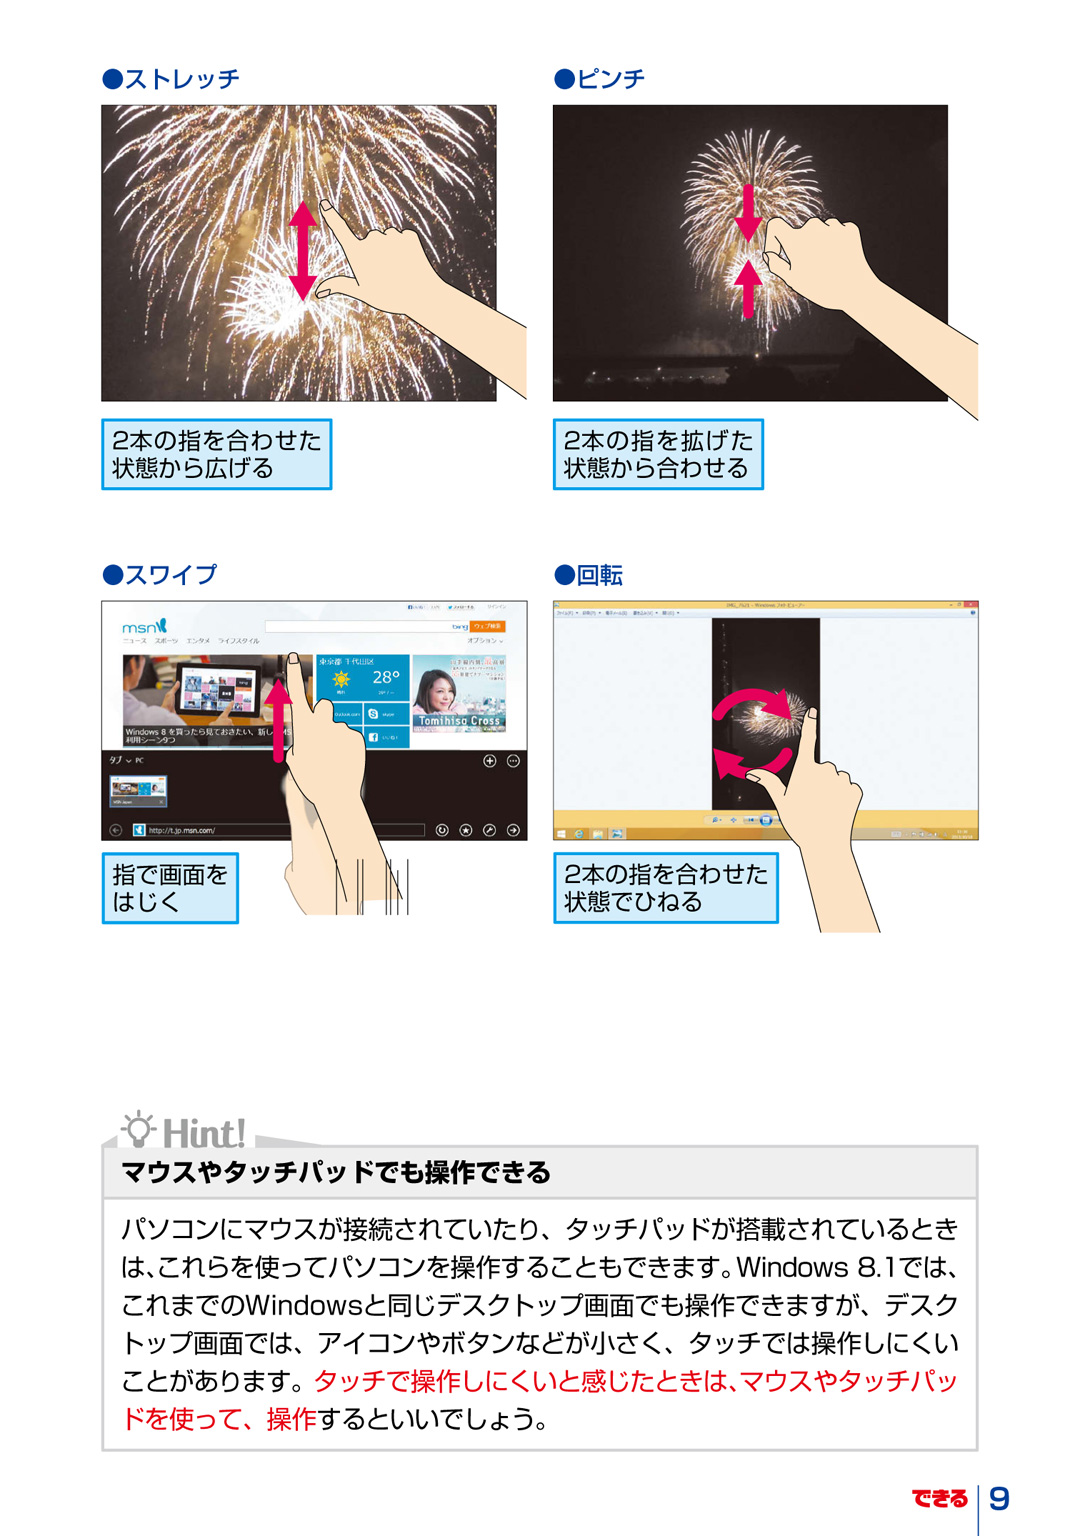 ●ストレッチ
●ピンチ
2本の指を合わせた
状態から広げる
2本の指を拡げた
状態から合わせる
●スワイプ
●回転
msn
bing
ウェブ検索
ニュース スポーツ エンタメ ライフスタイル
オプション
東京都 千代田区
28°
skype
Tomihisa Cross
Windows 8 を買ったら見ておきたい、新し
利用シーン9つ
タブ
PC
http://t.jp.msn.com/
指で画面を
はじく
2本の指を合わせた
状態でひねる
Hint!
マウスやタッチパッドでも操作できる
パソコンにマウスが接続されていたり、タッチパッドが搭載されているとき
は、これらを使ってパソコンを操作することもできます。Windows 8.1では、
これまでのWindowsと同じデスクトップ画面でも操作できますが、デスク
トップ画面では、アイコンやボタンなどが小さく、タッチでは操作しにくい
ことがあります。タッチで操作しにくいと感じたときは、マウスやタッチパッ
ドを使って、操作するといいでしょう。
できる
9